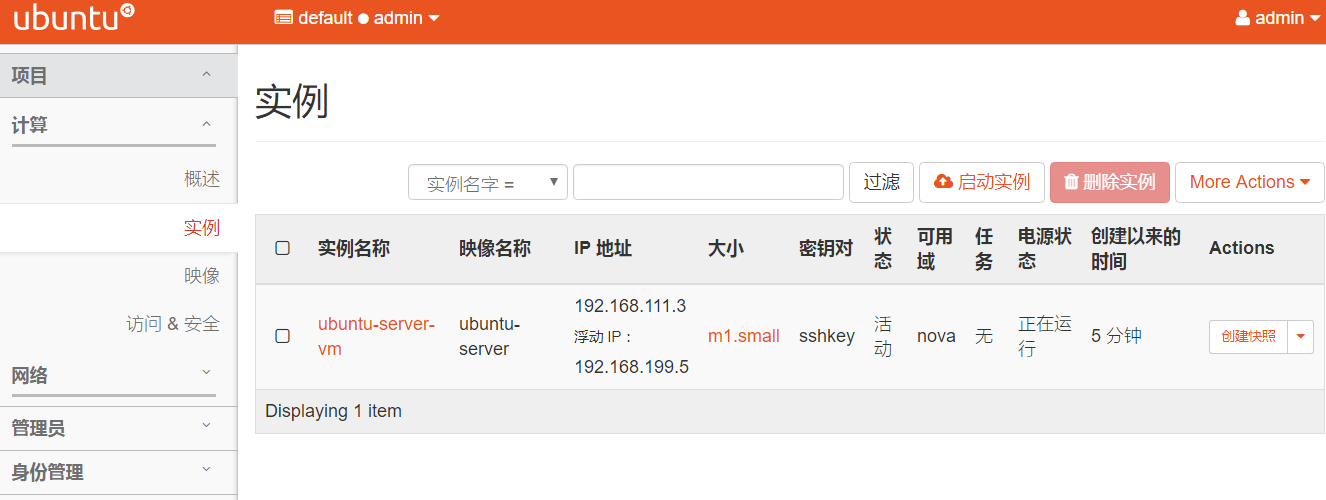 ubuntu
default ● admin
admin
项目
计算
概述
实例
映像
访问 & 安全
网络
管理员
身份管理
实例
实例名字 =
过滤
启动实例
删除实例
More Actions
实例名称 映像名称 IP 地址 大小 密钥对 状态 可用域 任务 电源状态 创建以来的时间 Actions
ubuntu-server-vm
ubuntu-server
192.168.111.3
浮动 IP：
192.168.199.5
m1.small
sshkey
活动
nova
无
正在运行
5 分钟
创建快照
Displaying 1 item